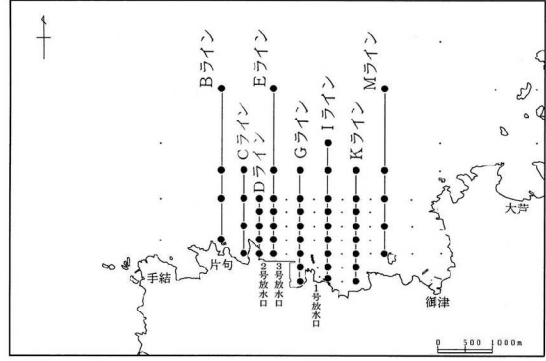 Bライン
Cライン
Dライン
Eライン
Gライン
Iライン
Kライン
Mライン
大芦
手結
片句
2号放水口
3号放水口
1号放水口
御津
0 500 1000m